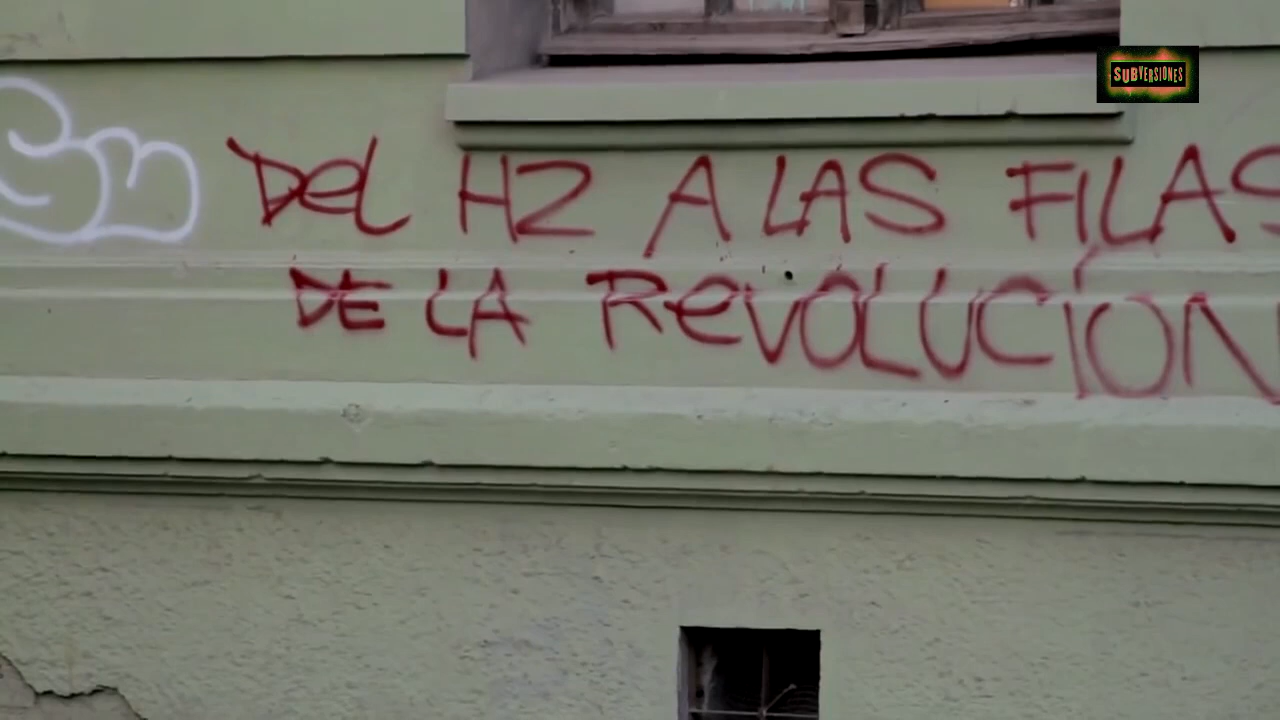 SUBVERSIONES
DeL H2 A LAS FILAS
DE LA ReVOLUCIÓN